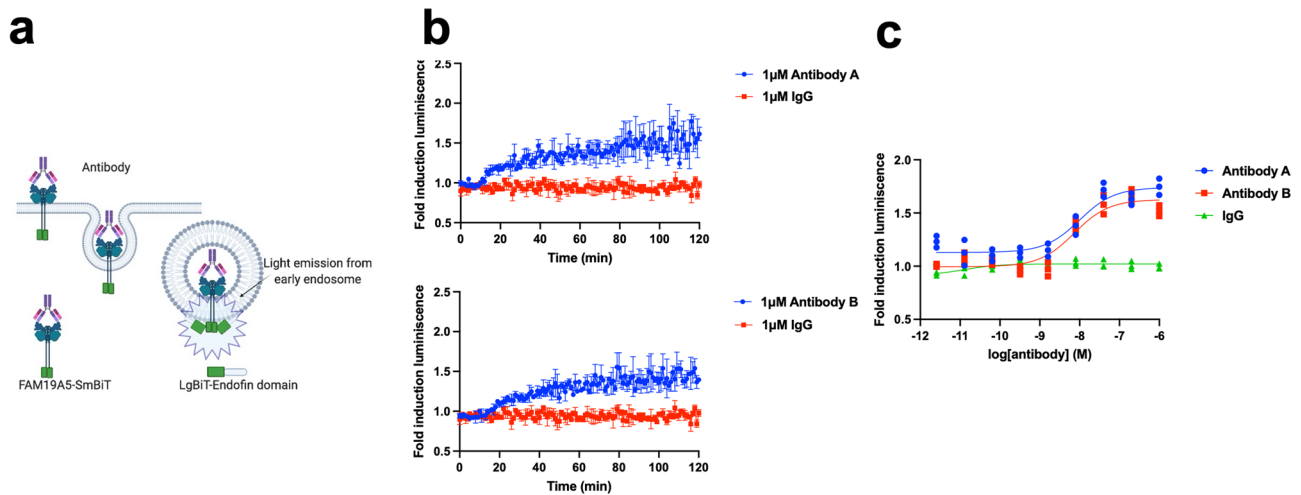 a
Antibody
Light emission from
early endosome
FAM19A5-SmBiT
LgBiT-Endofin domain
b
Fold induction luminiscence
2.5
2.0
1.5
1.0
0.5
0 20 40 60 80 100 120
Time (min)
1μM Antibody A
1μM IgG
Fold induction luminiscence
2.5
2.0
1.5
1.0
0.5
0 20 40 60 80 100 120
Time (min)
1μM Antibody B
1μM IgG
c
Fold induction luminiscence
2.0
1.5
1.0
0.5
-12 -11 -10 -9 -8 -7 -6
log[antibody] (M)
Antibody A
Antibody B
IgG